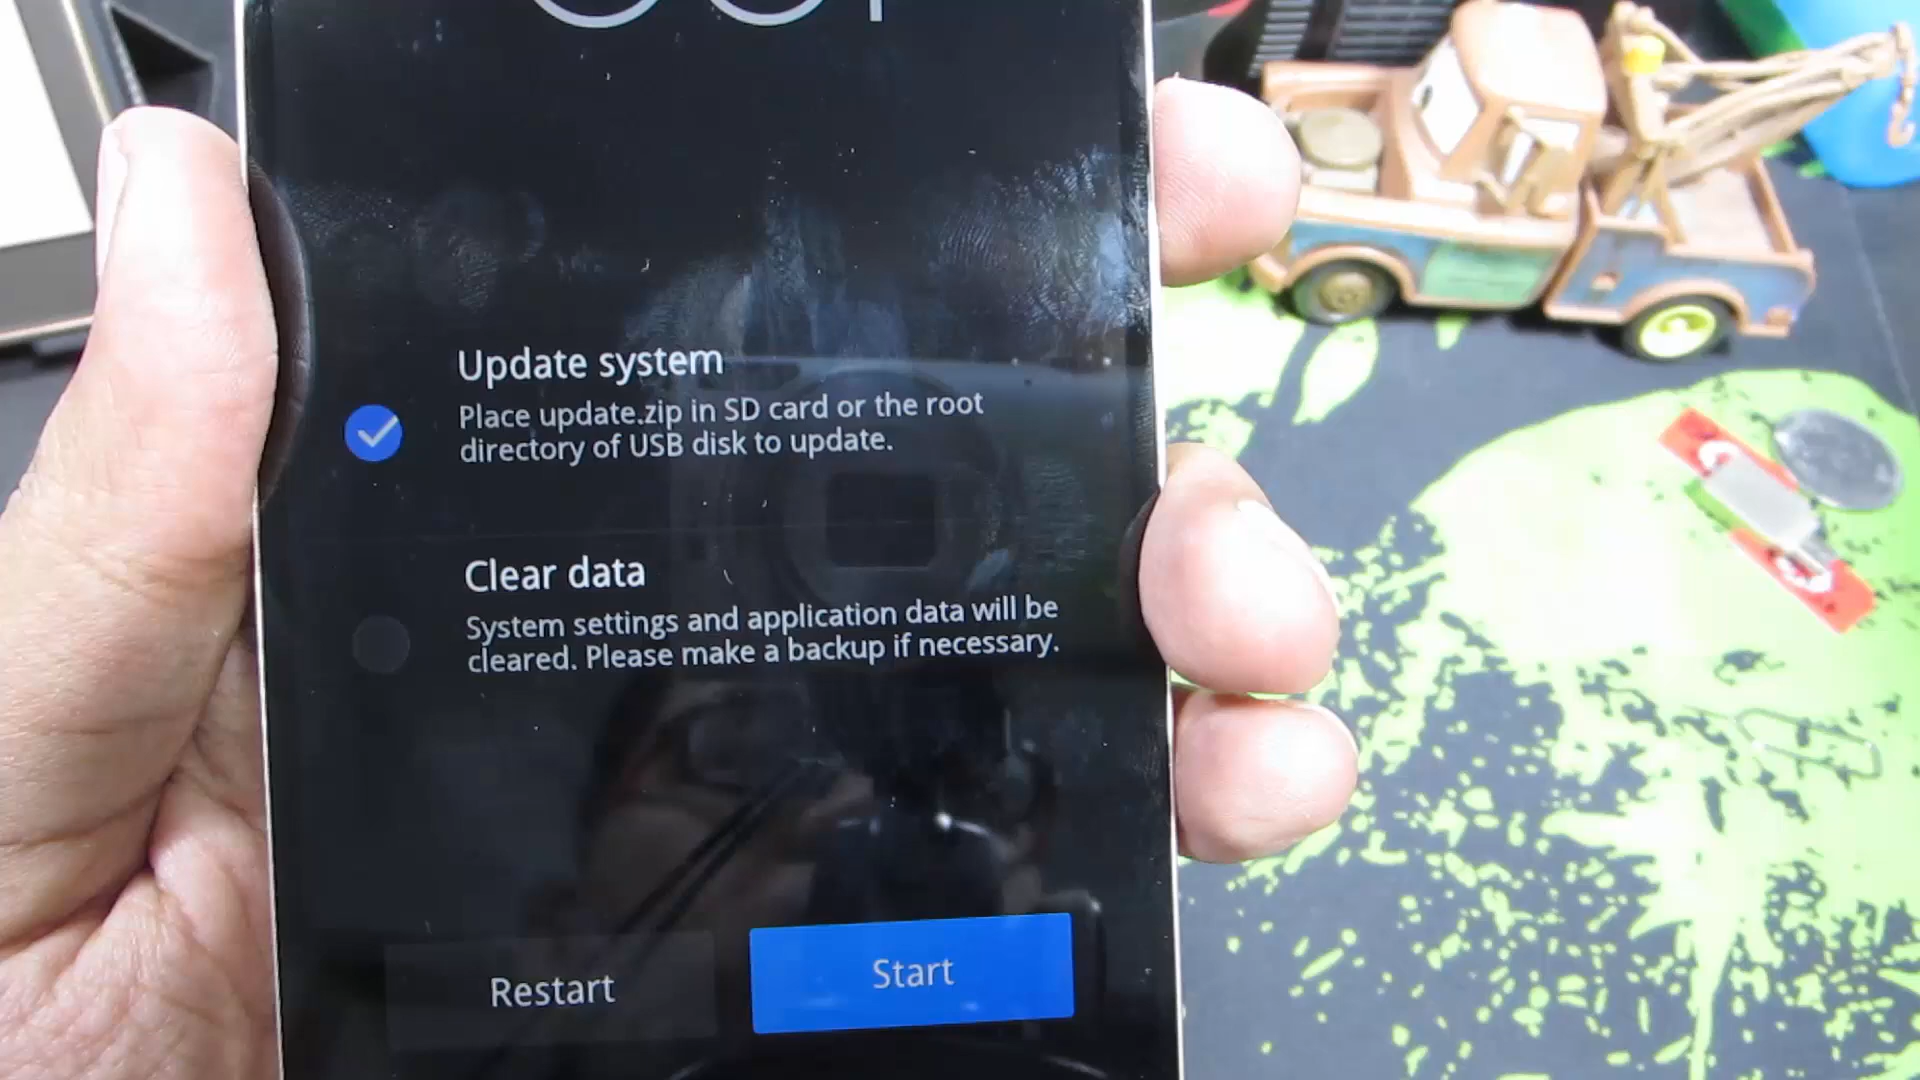 Update system
Place update.zip in SD card or the root
directory of USB disk to update.
Clear data
System settings and application data will be
cleared. Please make a backup if necessary.
Restart
Start